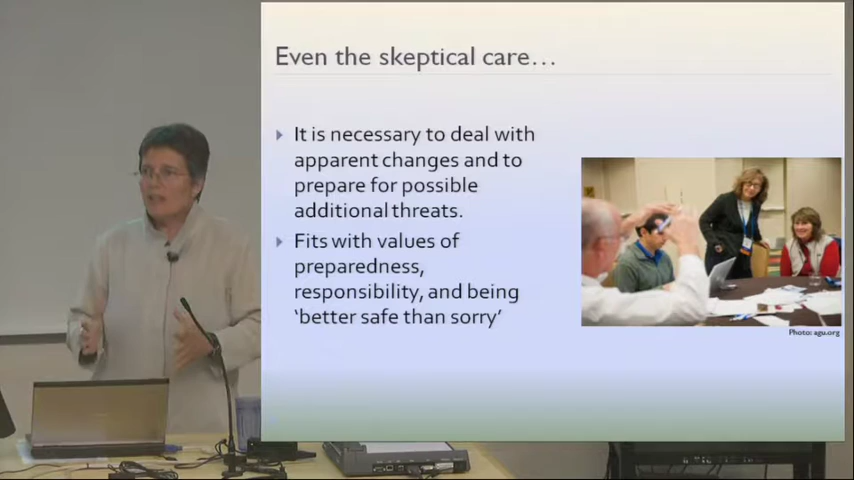 Even the skeptical care…
It is necessary to deal with
apparent changes and to
prepare for possible
additional threats.
Fits with values of
preparedness,
responsibility, and being
‘better safe than sorry’
Photo: agu.org